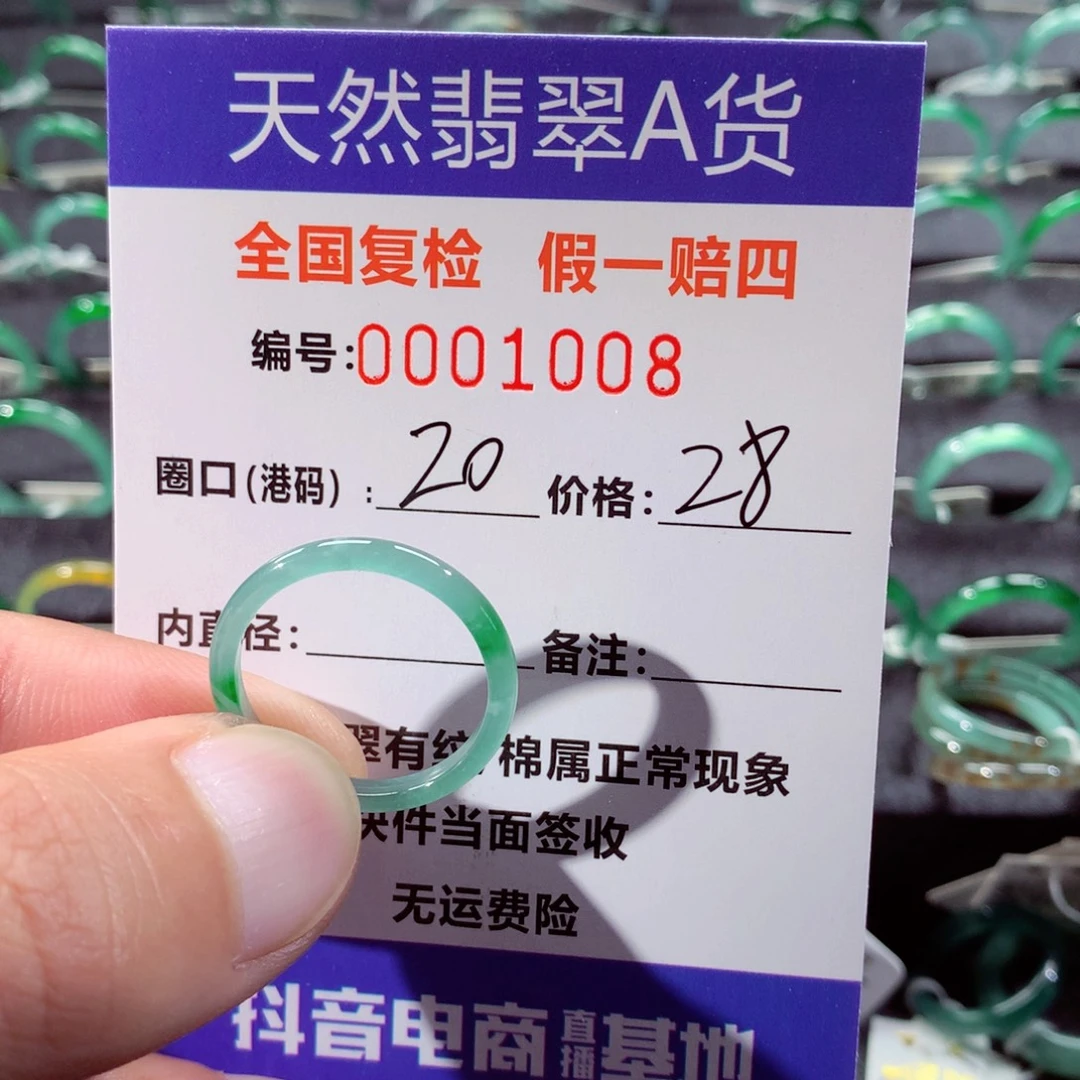 天然翡翠A货
全国复检 假一赔四
编号:0001008
圈口(港码):20 价格:28
内直径: 备注:
翠有纹/棉属正常现象
快件当面签收
无运费险
抖音电商直播基地